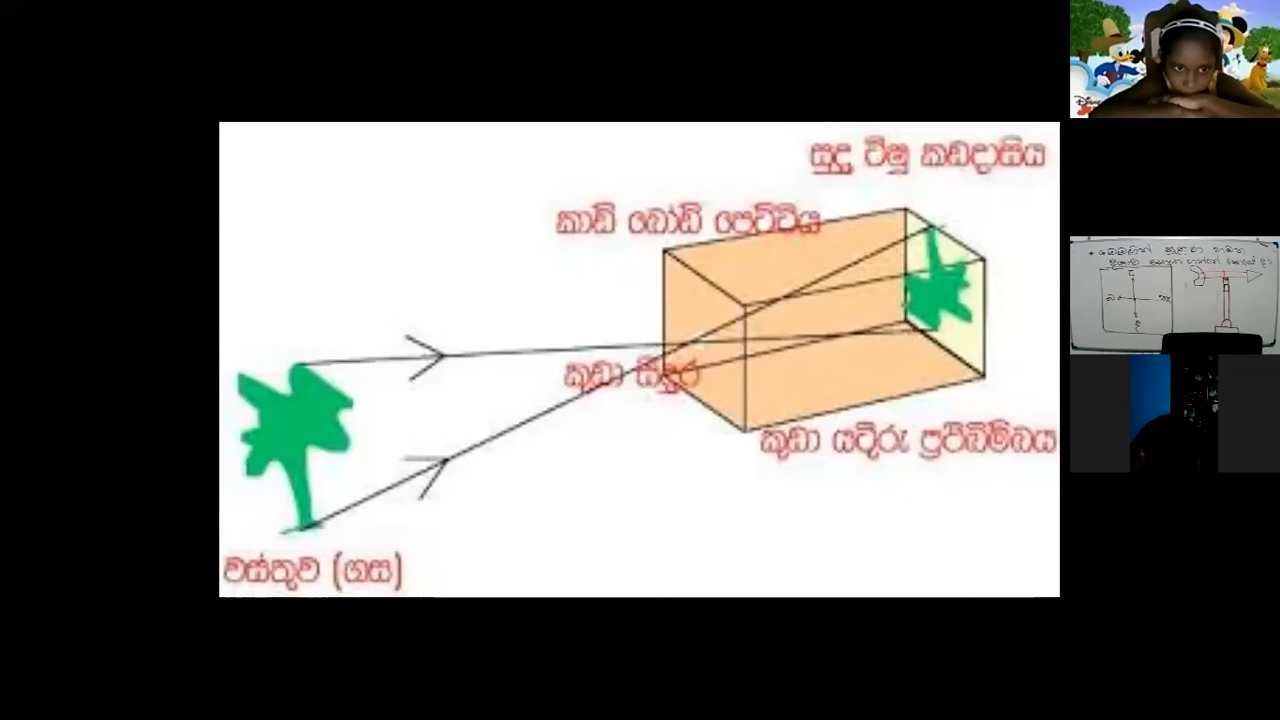 සුදු ටිෂූ කඩදාසිය
කාඩ් බෝඩ් පෙට්ටිය
කුඩා සිදුර
කුඩා යටිකුරු ප්‍රතිබිම්බය
වස්තුව (ගස)